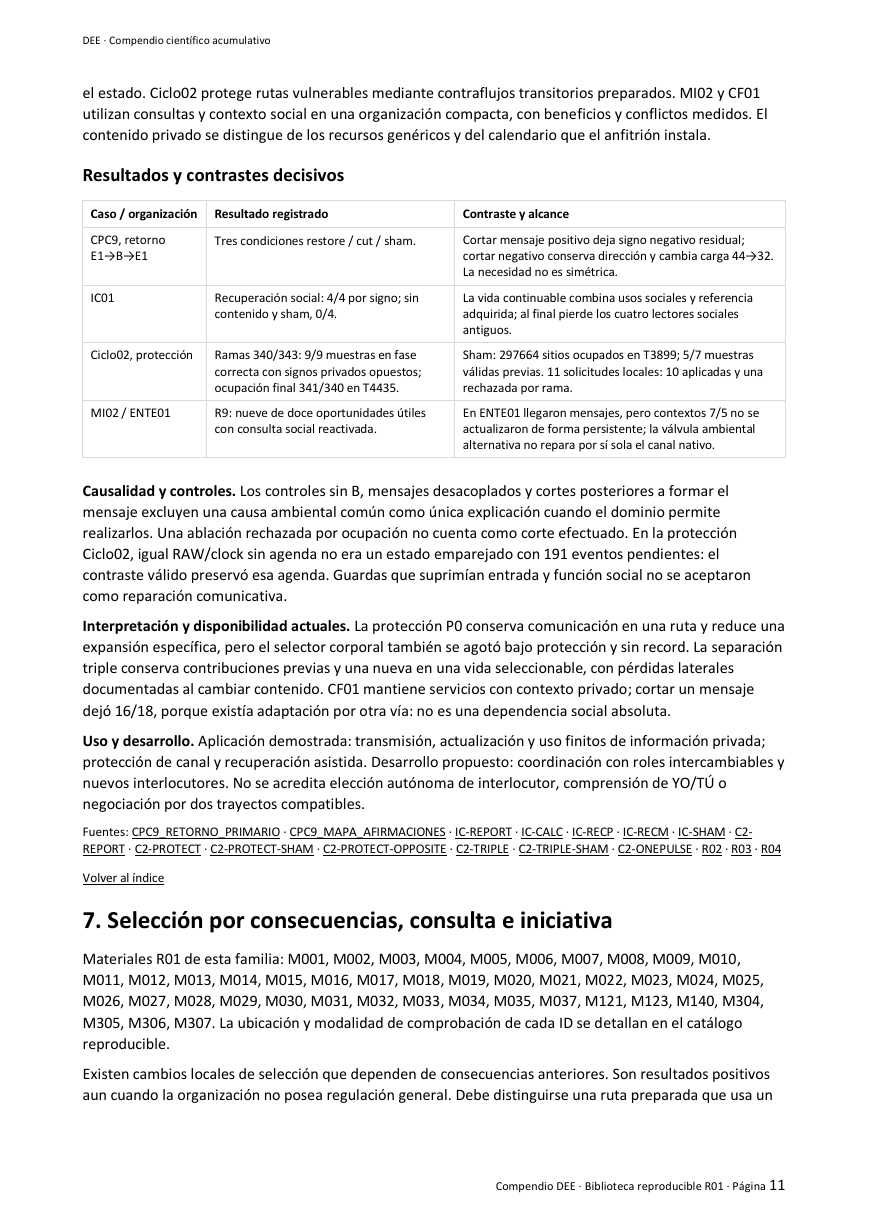 DEE · Compendio científico acumulativo
el estado. Ciclo02 protege rutas vulnerables mediante contraflujos transitorios preparados. MI02 y CF01
utilizan consultas y contexto social en una organización compacta, con beneficios y conflictos medidos. El
contenido privado se distingue de los recursos genéricos y del calendario que el anfitrión instala.
Resultados y contrastes decisivos
Caso / organización
Resultado registrado
Contraste y alcance
CPC9, retorno
E1→B→E1
Tres condiciones restore / cut / sham.
Cortar mensaje positivo deja signo negativo residual;
cortar negativo conserva dirección y cambia carga 44→32.
La necesidad no es simétrica.
IC01
Recuperación social: 4/4 por signo; sin
contenido y sham, 0/4.
La vida continuable combina usos sociales y referencia
adquirida; al final pierde los cuatro lectores sociales
antiguos.
Ciclo02, protección
Ramas 340/343: 9/9 muestras en fase
correcta con signos privados opuestos;
ocupación final 341/340 en T4435.
Sham: 297664 sitios ocupados en T3899; 5/7 muestras
válidas previas. 11 solicitudes locales: 10 aplicadas y una
rechazada por rama.
MI02 / ENTE01
R9: nueve de doce oportunidades útiles
con consulta social reactivada.
En ENTE01 llegaron mensajes, pero contextos 7/5 no se
actualizaron de forma persistente; la válvula ambiental
alternativa no repara por sí sola el canal nativo.
Causalidad y controles. Los controles sin B, mensajes desacoplados y cortes posteriores a formar el
mensaje excluyen una causa ambiental común como única explicación cuando el dominio permite
realizarlos. Una ablación rechazada por ocupación no cuenta como corte efectuado. En la protección
Ciclo02, igual RAW/clock sin agenda no era un estado emparejado con 191 eventos pendientes: el
contraste válido preservó esa agenda. Guardas que suprimían entrada y función social no se aceptaron
como reparación comunicativa.
Interpretación y disponibilidad actuales. La protección P0 conserva comunicación en una ruta y reduce una
expansión específica, pero el selector corporal también se agotó bajo protección y sin record. La separación
triple conserva contribuciones previas y una nueva en una vida seleccionable, con pérdidas laterales
documentadas al cambiar contenido. CF01 mantiene servicios con contexto privado; cortar un mensaje
dejó 16/18, porque existía adaptación por otra vía: no es una dependencia social absoluta.
Uso y desarrollo. Aplicación demostrada: transmisión, actualización y uso finitos de información privada;
protección de canal y recuperación asistida. Desarrollo propuesto: coordinación con roles intercambiables y
nuevos interlocutores. No se acredita elección autónoma de interlocutor, comprensión de YO/TÚ o
negociación por dos trayectos compatibles.
Fuentes: CPC9_RETORNO_PRIMARIO · CPC9_MAPA_AFIRMACIONES · IC-REPORT · IC-CALC · IC-RECP · IC-RECM · IC-SHAM · C2-
REPORT · C2-PROTECT · C2-PROTECT-SHAM · C2-PROTECT-OPPOSITE · C2-TRIPLE · C2-TRIPLE-SHAM · C2-ONEPULSE · R02 · R03 · R04
Volver al índice
7. Selección por consecuencias, consulta e iniciativa
Materiales R01 de esta familia: M001, M002, M003, M004, M005, M006, M007, M008, M009, M010,
M011, M012, M013, M014, M015, M016, M017, M018, M019, M020, M021, M022, M023, M024, M025,
M026, M027, M028, M029, M030, M031, M032, M033, M034, M035, M037, M121, M123, M140, M304,
M305, M306, M307. La ubicación y modalidad de comprobación de cada ID se detallan en el catálogo
reproducible.
Existen cambios locales de selección que dependen de consecuencias anteriores. Son resultados positivos
aun cuando la organización no posea regulación general. Debe distinguirse una ruta preparada que usa un
Compendio DEE · Biblioteca reproducible R01 · Página 11